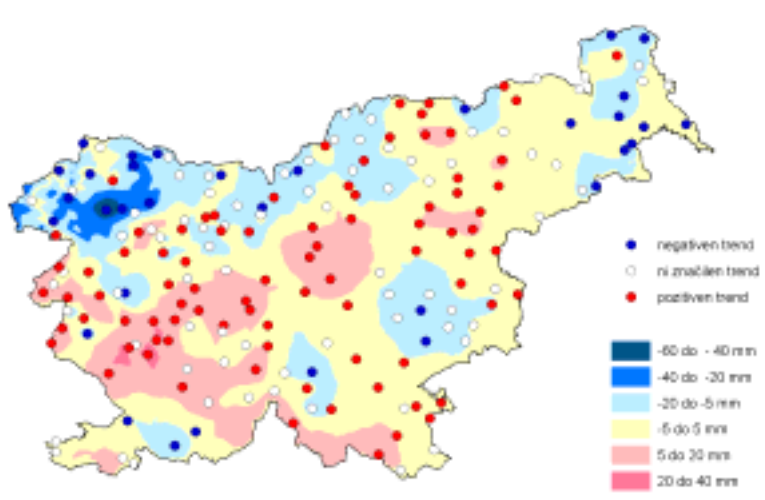 negativen trend
ni značilen trend
pozitiven trend
-60 do -40 mm
-40 do -20 mm
-20 do -5 mm
-5 do 5 mm
5 do 20 mm
20 do 40 mm